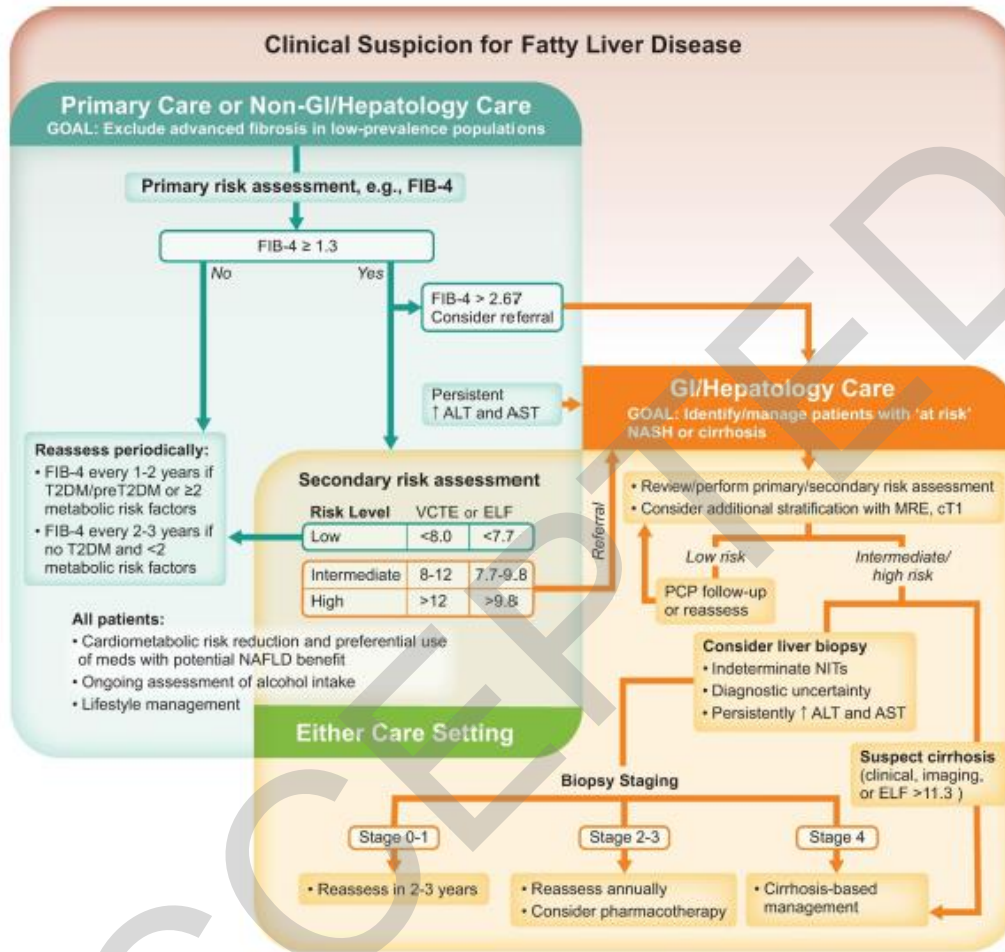 Clinical Suspicion for Fatty Liver Disease
Primary Care or Non-GI/Hepatology Care
GOAL: Exclude advanced fibrosis in low-prevalence populations
Primary risk assessment, e.g., FIB-4
FIB-4 ≥ 1.3
No
Yes
FIB-4 > 2.67
Consider referral
Persistent
↑ ALT and AST
GI/Hepatology Care
GOAL: Identify/manage patients with ‘at risk’
NASH or cirrhosis
Reassess periodically:
• FIB-4 every 1-2 years if
T2DM/preT2DM or ≥2
metabolic risk factors
• FIB-4 every 2-3 years if
no T2DM and <2
metabolic risk factors
Secondary risk assessment
Risk Level VCTE or ELF
Low <8.0 <7.7
Intermediate 8-12 7.7-9.8
High >12 >9.8
Referral
• Review/perform primary/secondary risk assessment
• Consider additional stratification with MRE, cT1
Low risk
Intermediate/
high risk
PCP follow-up
or reassess
All patients:
• Cardiometabolic risk reduction and preferential use
of meds with potential NAFLD benefit
• Ongoing assessment of alcohol intake
• Lifestyle management
Consider liver biopsy
• Indeterminate NITs
• Diagnostic uncertainty
• Persistently ↑ ALT and AST
Either Care Setting
Suspect cirrhosis
(clinical, imaging,
or ELF >11.3 )
Biopsy Staging
Stage 0-1
Stage 2-3
Stage 4
• Reassess in 2-3 years
• Reassess annually
• Consider pharmacotherapy
• Cirrhosis-based
management
CCEPTED